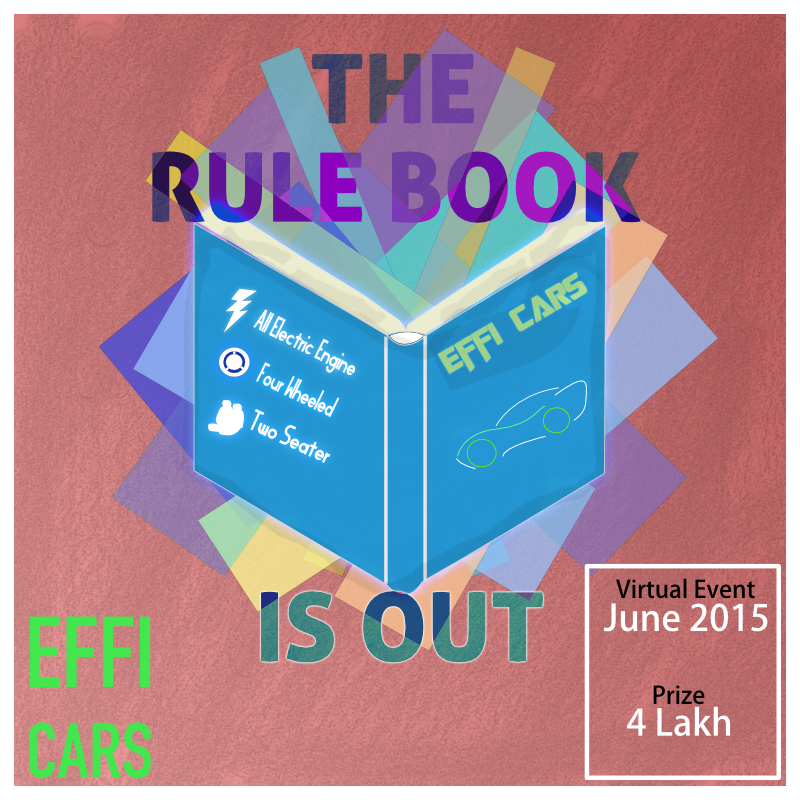 THE
RULE BOOK
All Electric Engine
Four Wheeled
Two Seater
EFFI CARS
IS OUT
EFFI
CARS
Virtual Event
June 2015
Prize
4 Lakh